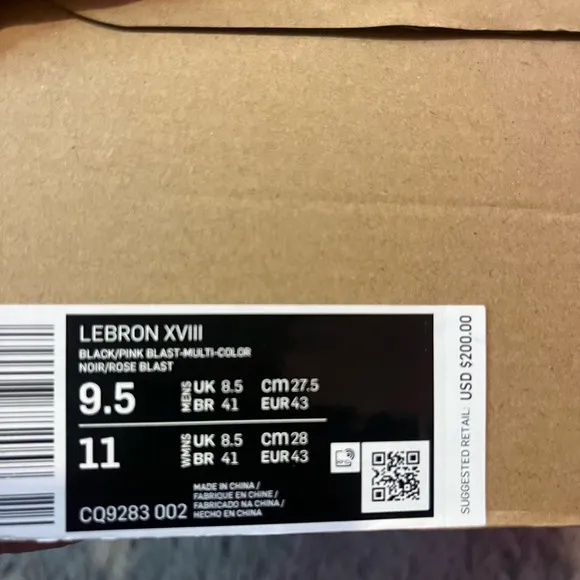 LEBRON XVIII
BLACK/PINK BLAST-MULTI-COLOR
NOIR/ROSE BLAST
9.5 MENS UK 8.5 CM 27.5
BR 41 EUR 43
11 WMNS UK 8.5 CM 28
BR 41 EUR 43
MADE IN CHINA /
FABRIQUE EN CHINE /
FABRICADO NA CHINA /
HECHO EN CHINA
CQ9283 002
SUGGESTED RETAIL: USD $200.00